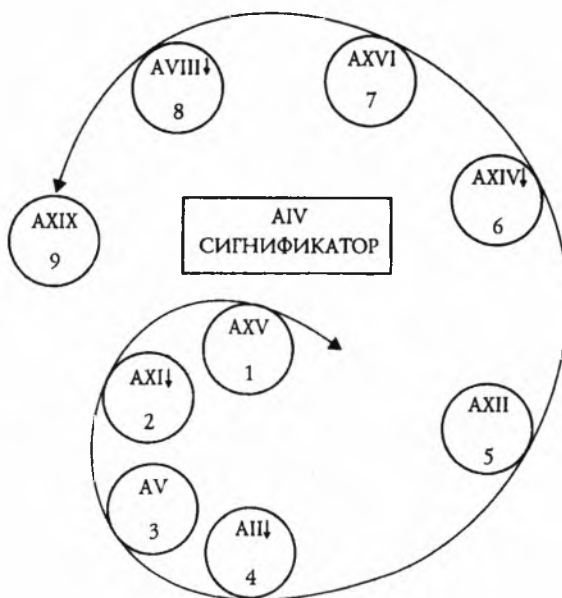 AVIII↓
8
AXVI
7
AXIV↓
6
AXIX
9
AIV
СИГНИФИКАТОР
AXV
1
AXI↓
2
AXII
5
AV
3
AII↓
4